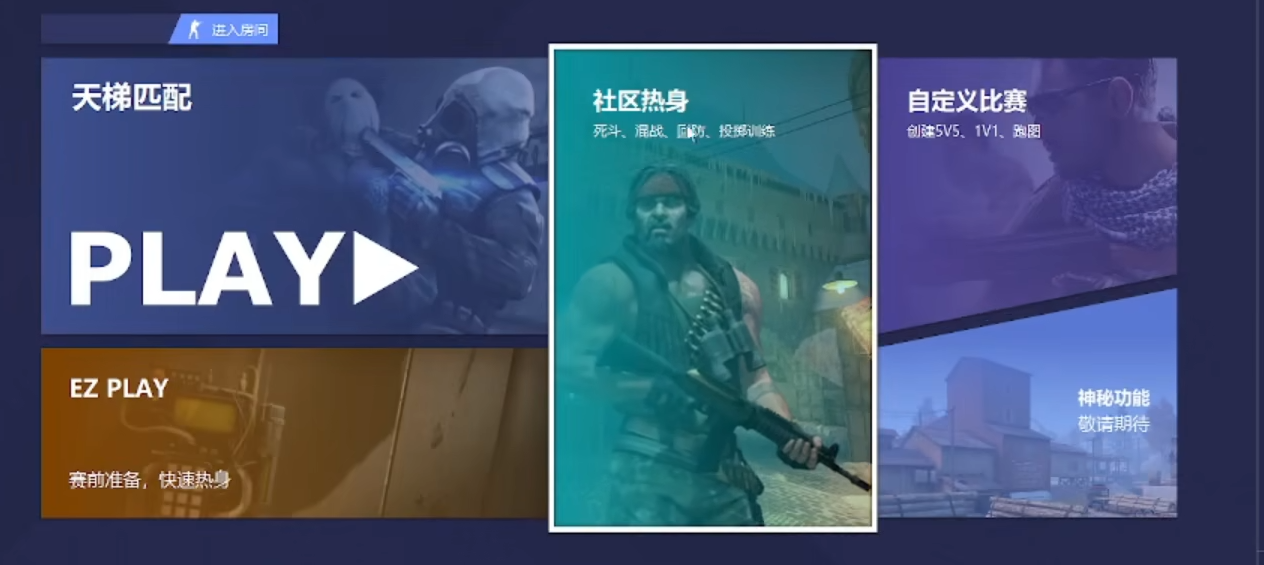 进入房间
天梯匹配
PLAY
EZ PLAY
赛前准备，快速热身
社区热身
死斗、混战、回防、投掷训练
自定义比赛
创建5V5、1V1、跑图
神秘功能
敬请期待